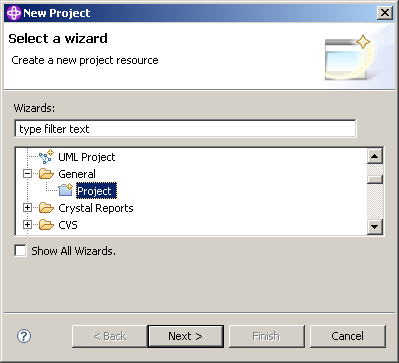 New Project
Select a wizard
Create a new project resource
Wizards:
type filter text
UML Project
General
Project
Crystal Reports
CVS
Show All Wizards.
? < Back Next > Finish Cancel